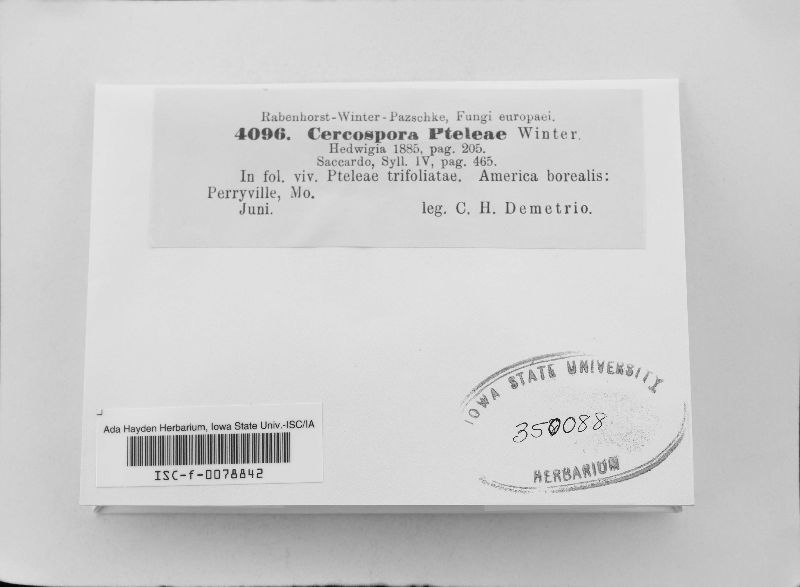 Rabenhorst-Winter-Pazschke, Fungi europaei.
4096. Cercospora Pteleae Winter.
Hedwigia 1885, pag. 205.
Saccardo, Syll. IV, pag. 465.
In fol. viv. Pteleae trifoliatae. America borealis:
Perryville, Mo.
Juni. leg. C. H. Demetrio.
IOWA STATE UNIVERSITY
350088
HERBARIUM
Ada Hayden Herbarium, Iowa State Univ.-ISC/IA
ISC-f-0078842